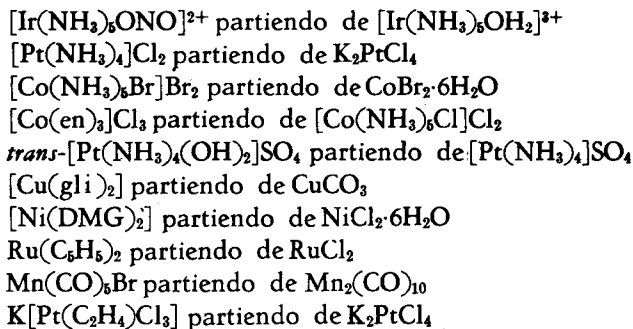 [Ir(NH₃)₅ONO]²⁺ partiendo de [Ir(NH₃)₅OH₂]³⁺
[Pt(NH₃)₄]Cl₂ partiendo de K₂PtCl₄
[Co(NH₃)₅Br]Br₂ partiendo de CoBr₂·6H₂O
[Co(en)₃]Cl₃ partiendo de [Co(NH₃)₅Cl]Cl₂
trans-[Pt(NH₃)₄(OH)₂]SO₄ partiendo de [Pt(NH₃)₄]SO₄
[Cu(gli)₂] partiendo de CuCO₃
[Ni(DMG)₂] partiendo de NiCl₂·6H₂O
Ru(C₅H₅)₂ partiendo de RuCl₂
Mn(CO)₅Br partiendo de Mn₂(CO)₁₀
K[Pt(C₂H₄)Cl₃] partiendo de K₂PtCl₄